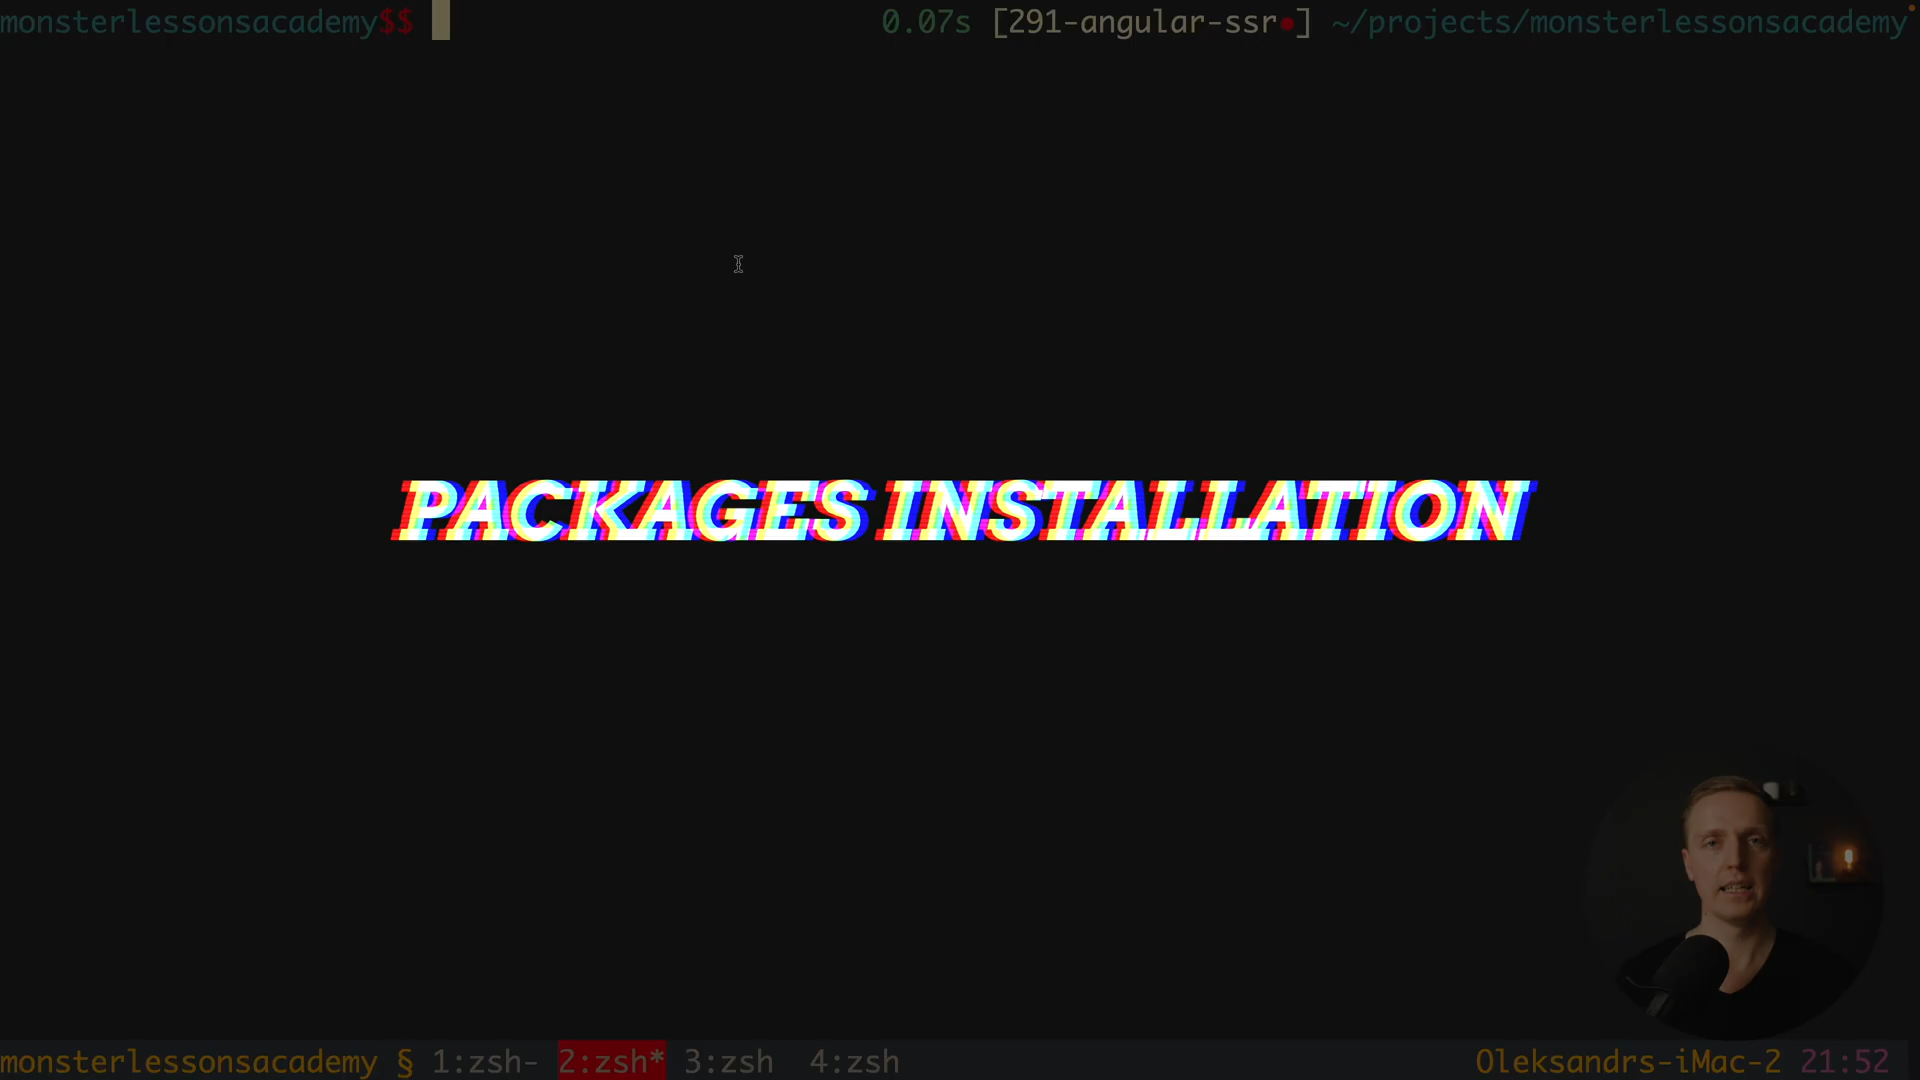 monsterlessonsacademy$$ 0.07s [291-angular-ssr●] ~/projects/monsterlessonsacademy
PACKAGES INSTALLATION
monsterlessonsacademy § 1:zsh- 2:zsh* 3:zsh 4:zsh Oleksandrs-iMac-2 21:52